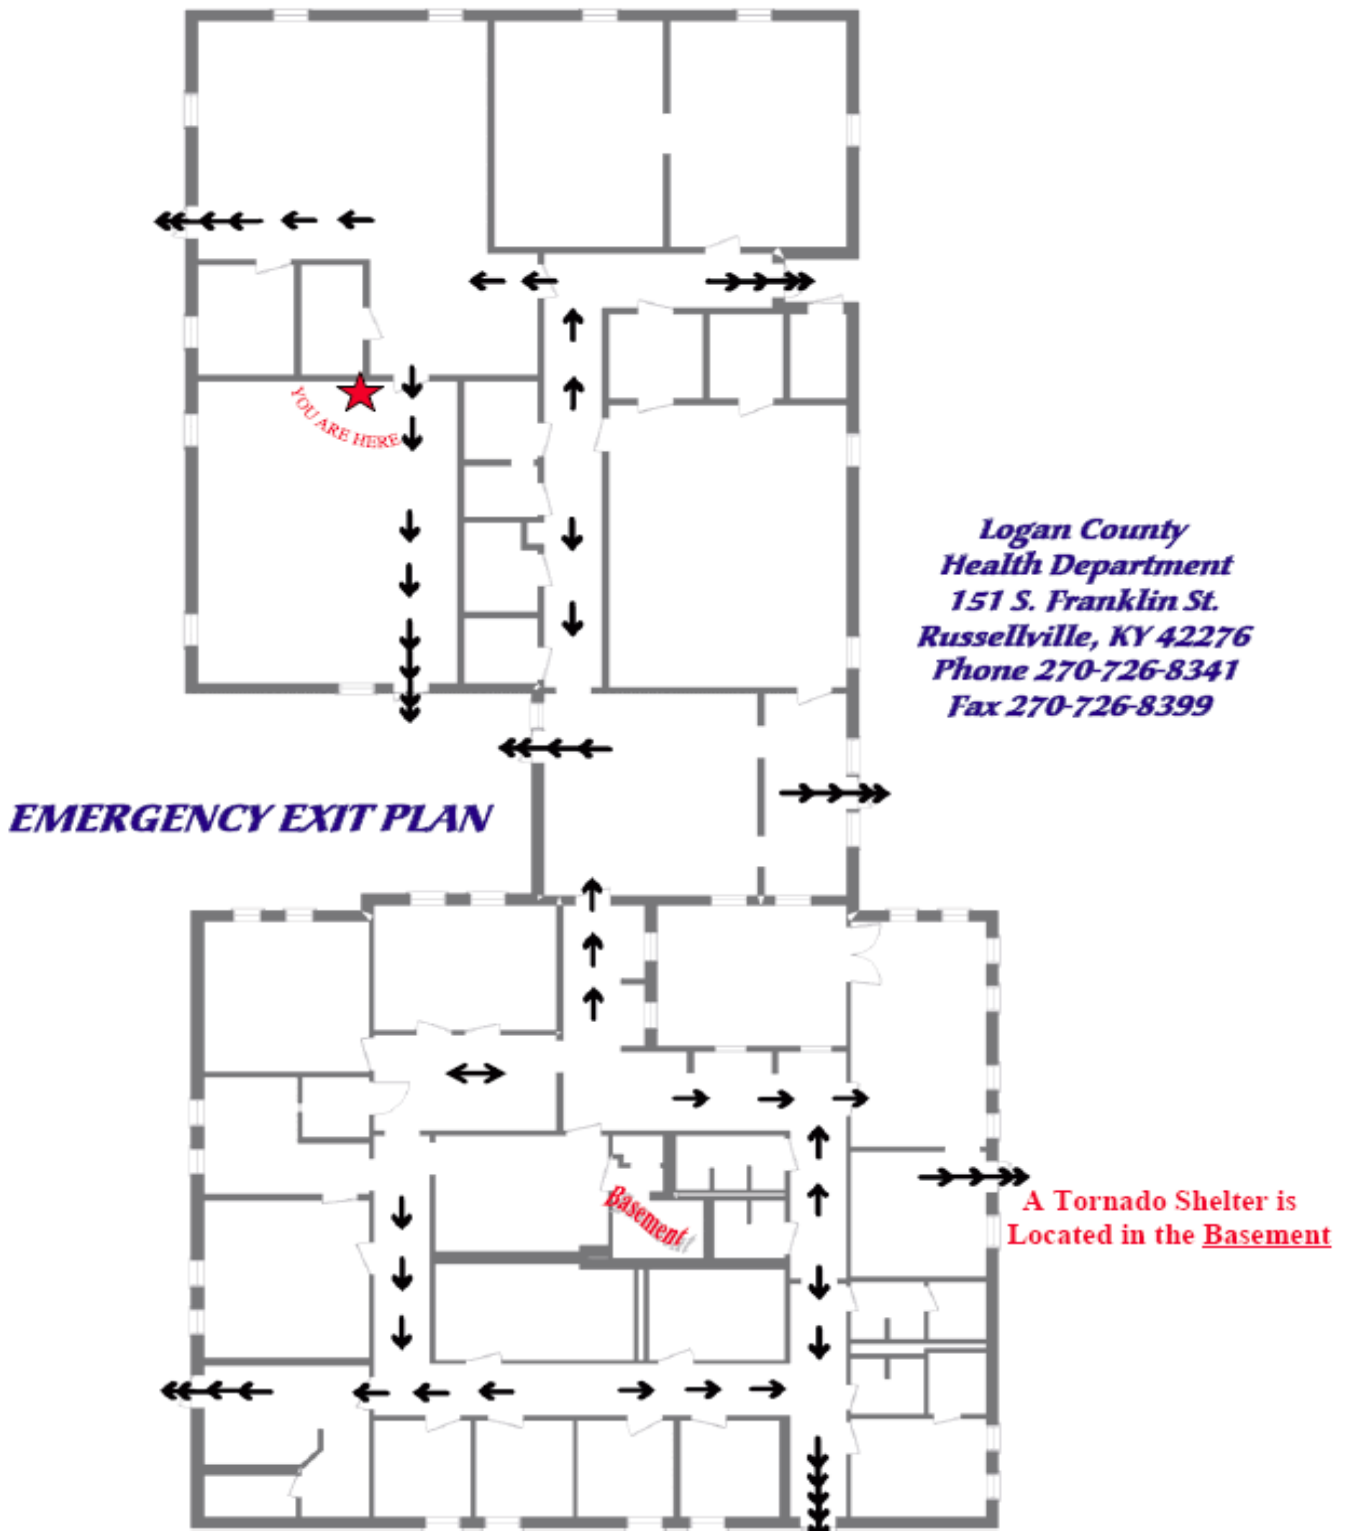 YOU ARE HERE
Logan County
Health Department
151 S. Franklin St.
Russellville, KY 42276
Phone 270-726-8341
Fax 270-726-8399
EMERGENCY EXIT PLAN
Basement
A Tornado Shelter is
Located in the Basement